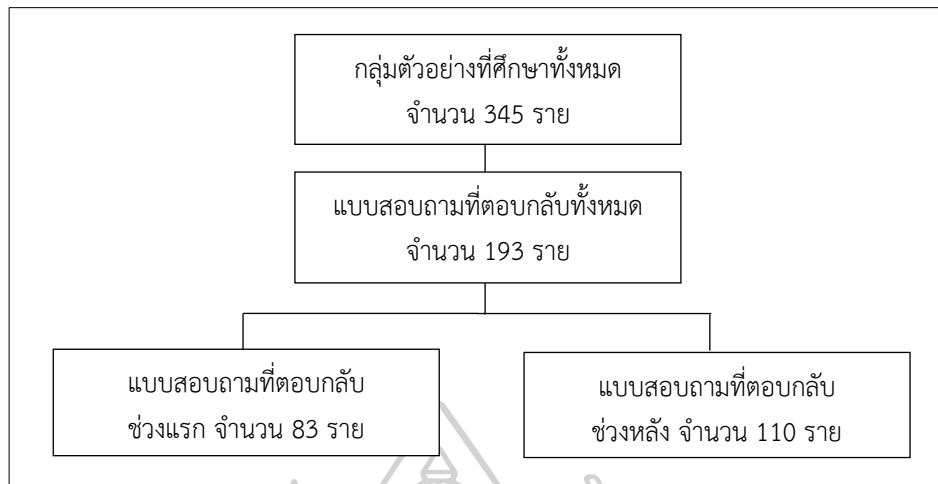 กลุ่มตัวอย่างที่ศึกษาทั้งหมด
จำนวน 345 ราย
แบบสอบถามที่ตอบกลับทั้งหมด
จำนวน 193 ราย
แบบสอบถามที่ตอบกลับ
ช่วงแรก จำนวน 83 ราย
แบบสอบถามที่ตอบกลับ
ช่วงหลัง จำนวน 110 ราย